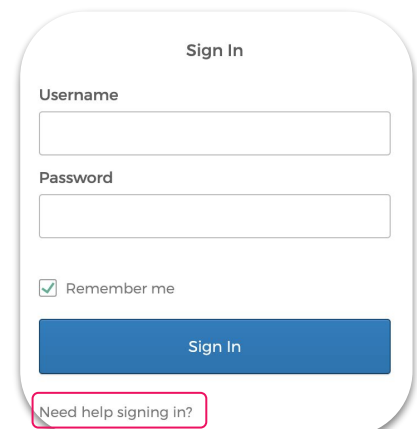 Sign In
Username
Password
Remember me
Sign In
Need help signing in?